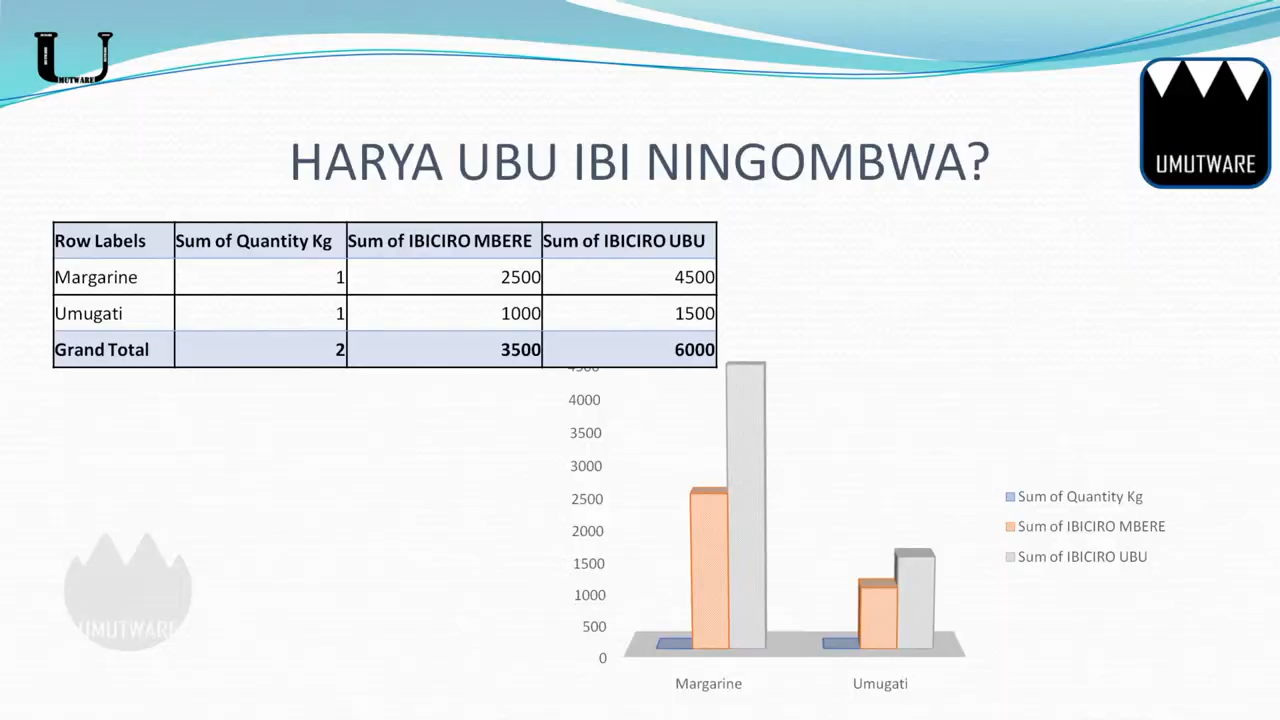 UMUTWARE
HARYA UBU IBI NINGOMBWA?
UMUTWARE
Row Labels Sum of Quantity Kg Sum of IBICIRO MBERE Sum of IBICIRO UBU
Margarine 1 2500 4500
Umugati 1 1000 1500
Grand Total 2 3500 6000
4500
4000
3500
3000
2500
2000
1500
1000
500
0
Sum of Quantity Kg
Sum of IBICIRO MBERE
Sum of IBICIRO UBU
UMUTWARE
Margarine Umugati